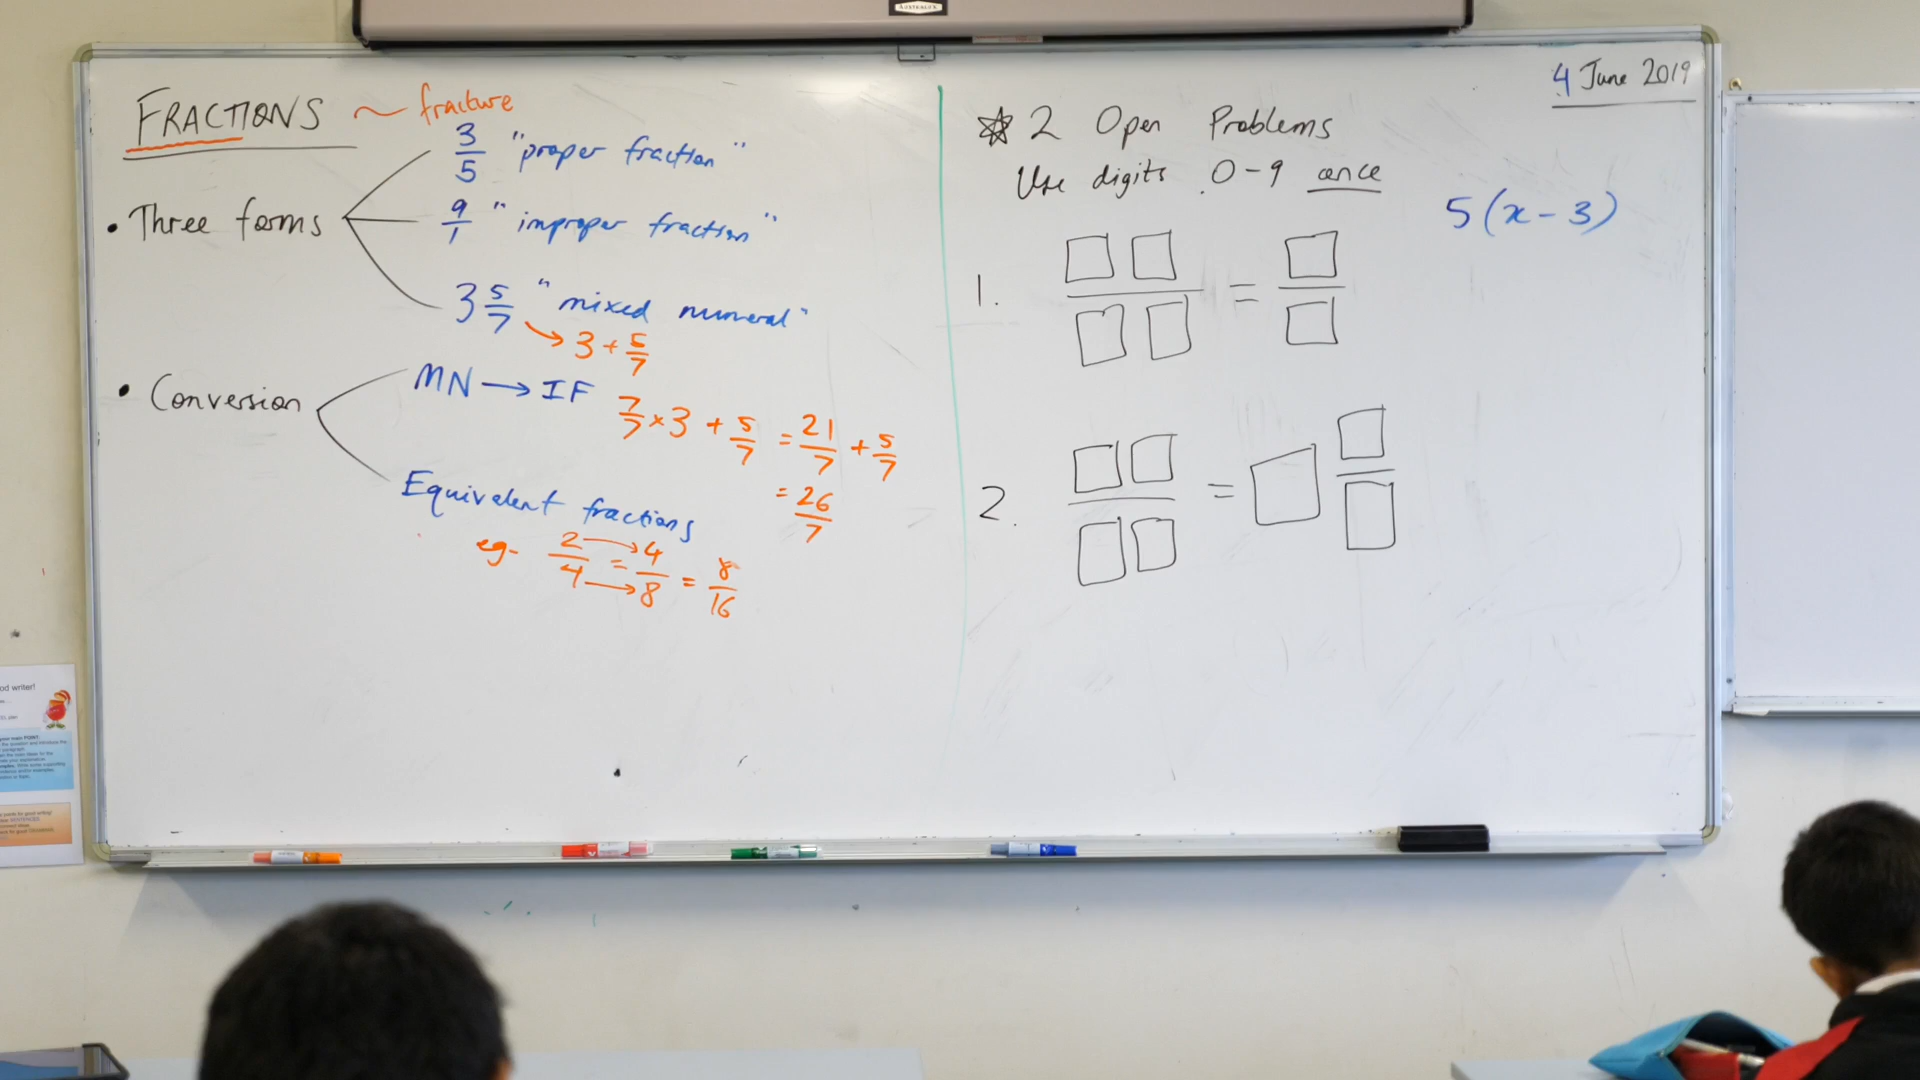 AUSTRALUX
FRACTIONS ~ fracture
• Three forms
3/5 "proper fraction"
9/1 "improper fraction"
3 5/7 "mixed numeral"
→ 3 + 5/7
• Conversion
MN → IF
7/7 × 3 + 5/7 = 21/7 + 5/7
= 26/7
Equivalent fractions
eg. 2/4 = 4/8 = 8/16
4 June 2019
2 Open Problems
Use digits 0-9 once
5(x-3)
1. □□/□□ = □/□
2. □□/□□ = □ □/□
od writer!